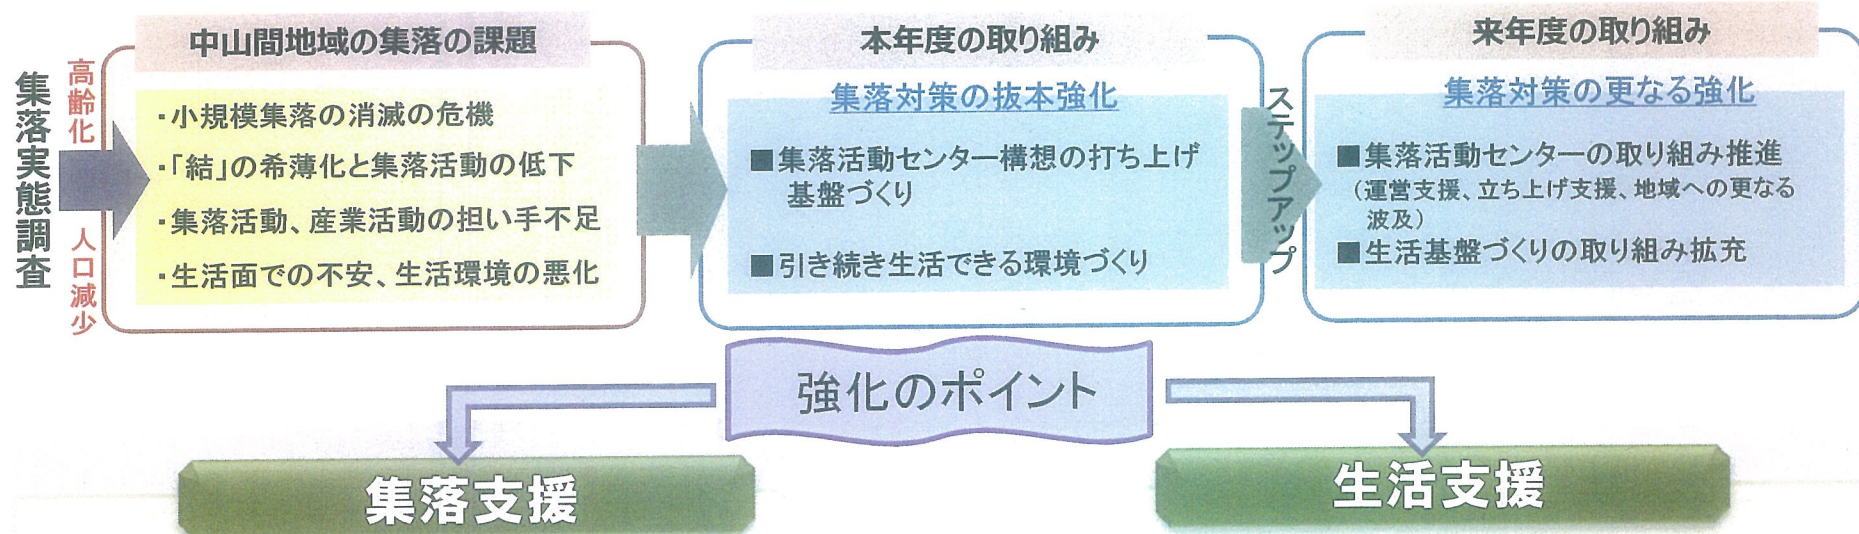 集落実態調査
高齢化
人口減少
中山間地域の集落の課題
・小規模集落の消滅の危機
・「結」の希薄化と集落活動の低下
・集落活動、産業活動の担い手不足
・生活面での不安、生活環境の悪化
本年度の取り組み
集落対策の抜本強化
■集落活動センター構想の打ち上げ
基盤づくり
■引き続き生活できる環境づくり
ステップアップ
来年度の取り組み
集落対策の更なる強化
■集落活動センターの取り組み推進
(運営支援、立ち上げ支援、地域への更なる
波及)
■生活基盤づくりの取り組み拡充
強化のポイント
集落支援
生活支援